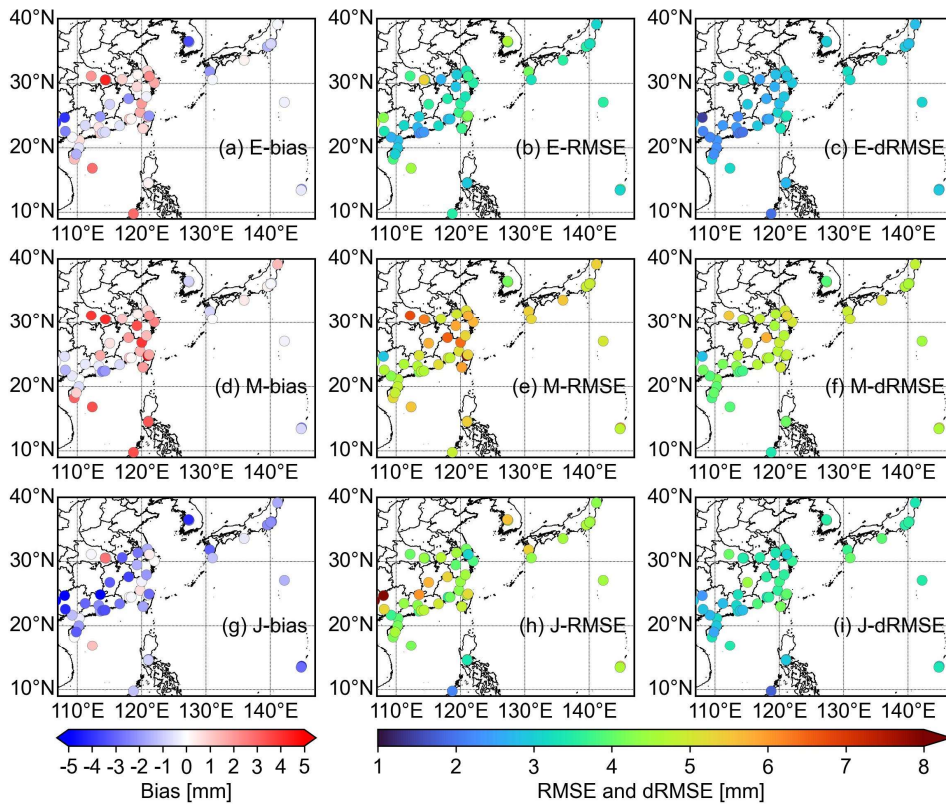 40°N
30°N
20°N
10°N
(a) E-bias
(b) E-RMSE
(c) E-dRMSE
110°E 120°E 130°E 140°E 110°E 120°E 130°E 140°E 110°E 120°E 130°E 140°E
40°N
30°N
20°N
10°N
(d) M-bias
(e) M-RMSE
(f) M-dRMSE
110°E 120°E 130°E 140°E 110°E 120°E 130°E 140°E 110°E 120°E 130°E 140°E
40°N
30°N
20°N
10°N
(g) J-bias
(h) J-RMSE
(i) J-dRMSE
110°E 120°E 130°E 140°E 110°E 120°E 130°E 140°E 110°E 120°E 130°E 140°E
-5 -4 -3 -2 -1 0 1 2 3 4 5
Bias [mm]
1 2 3 4 5 6 7 8
RMSE and dRMSE [mm]